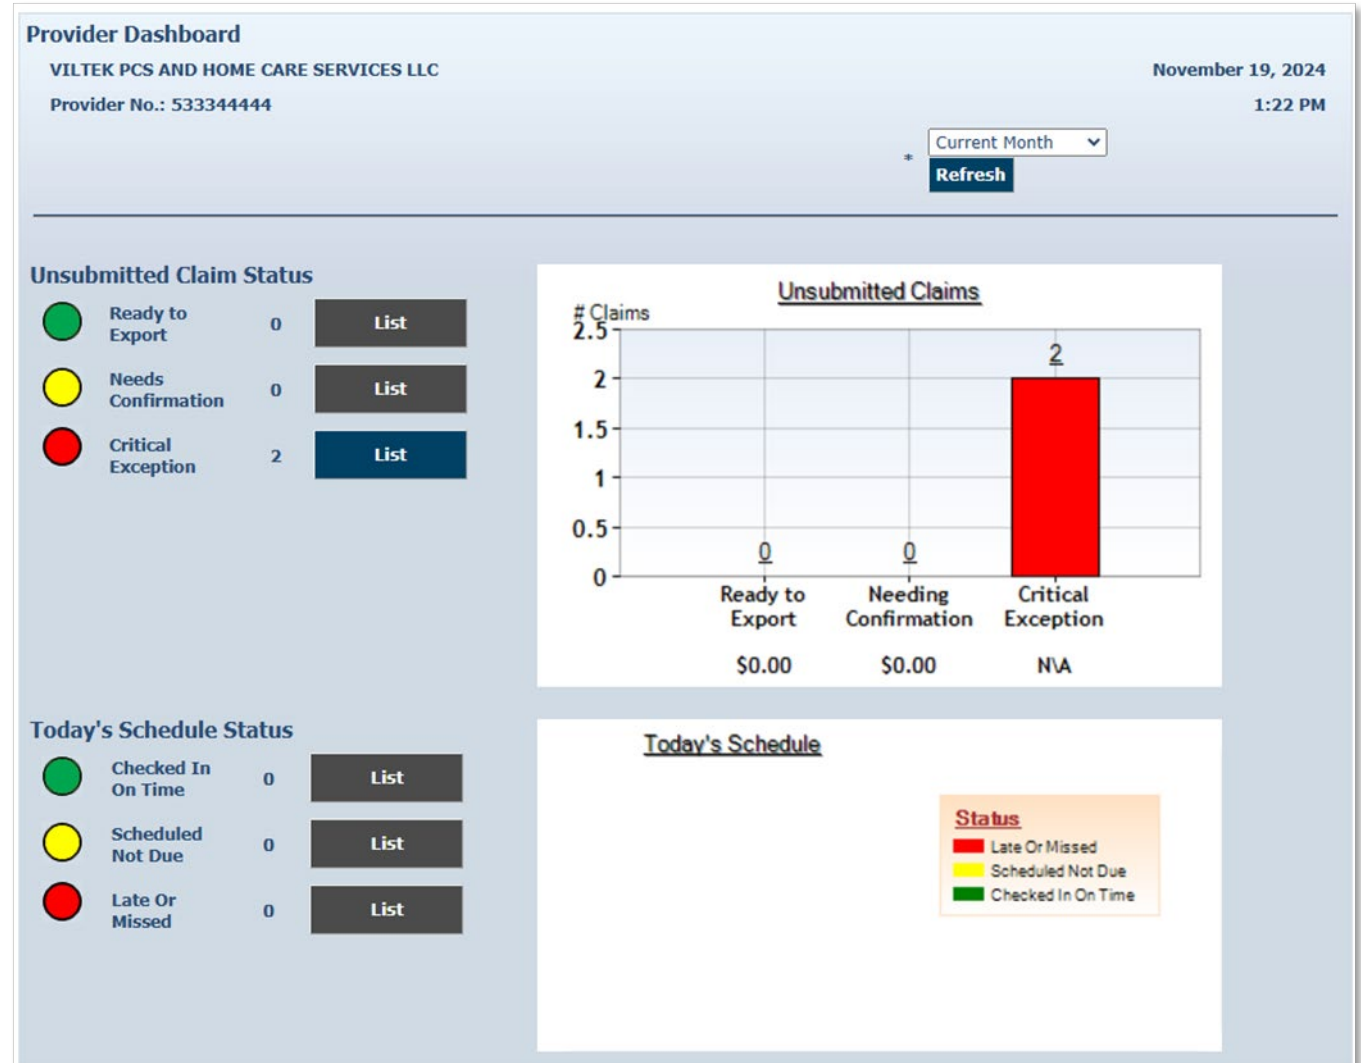 Provider Dashboard
VILTEK PCS AND HOME CARE SERVICES LLC
November 19, 2024
Provider No.: 533344444
1:22 PM
* Current Month
Refresh
Unsubmitted Claim Status
Ready to
Export
0
List
Needs
Confirmation
0
List
Critical
Exception
2
List
Unsubmitted Claims
# Claims
2.5
2
2
1.5
1
0.5
0
0
0
Ready to
Export
Needing
Confirmation
Critical
Exception
$0.00
$0.00
N\A
Today's Schedule Status
Checked In
On Time
0
List
Scheduled
Not Due
0
List
Late Or
Missed
0
List
Today's Schedule
Status
Late Or Missed
Scheduled Not Due
Checked In On Time